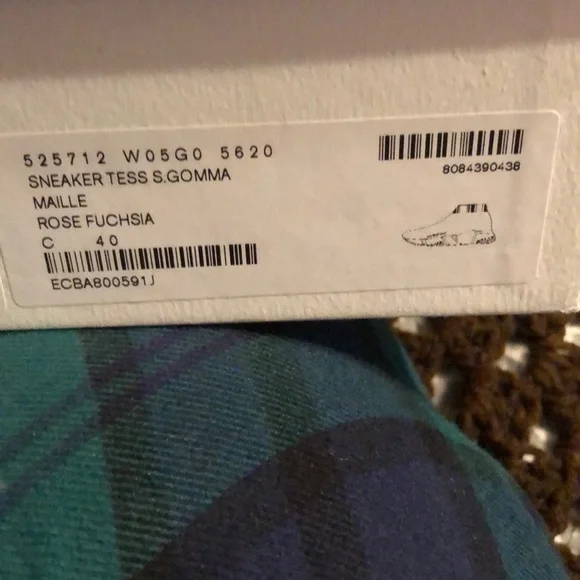 525712 W05G0 5620
SNEAKER TESS S.GOMMA
MAILLE
ROSE FUCHSIA
C 40
ECBA800591J
8084390438